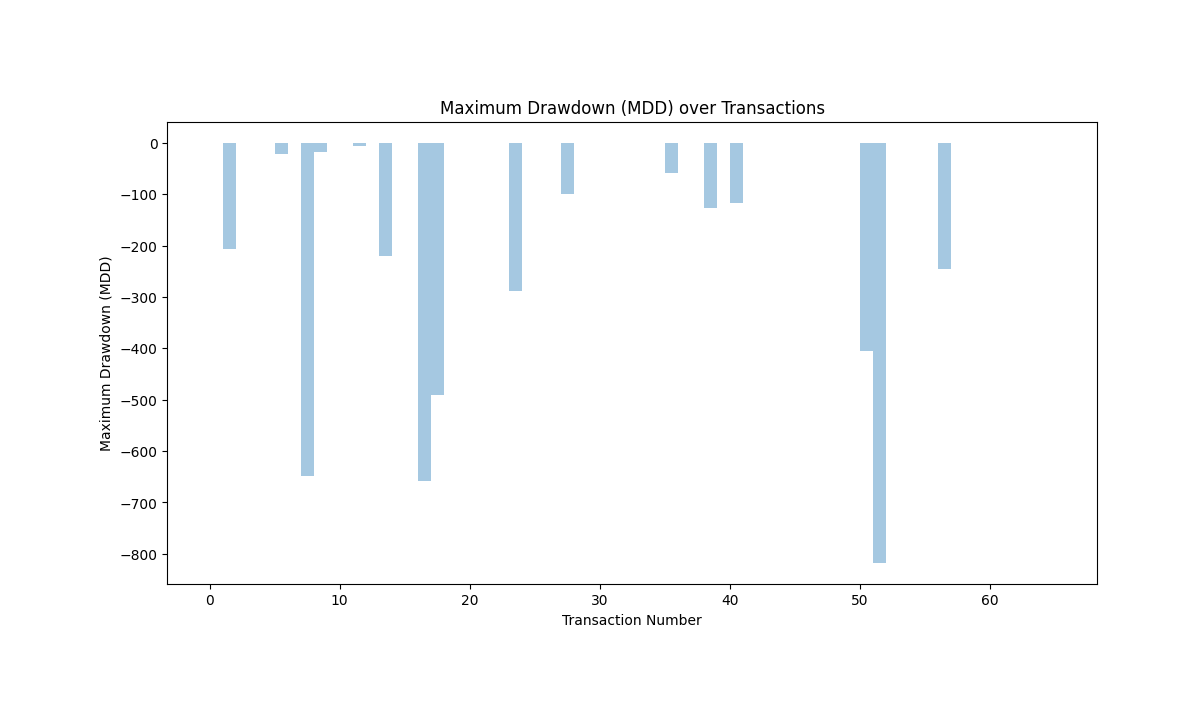 Maximum Drawdown (MDD) over Transactions
Maximum Drawdown (MDD)
0
−100
−200
−300
−400
−500
−600
−700
−800
0 10 20 30 40 50 60
Transaction Number